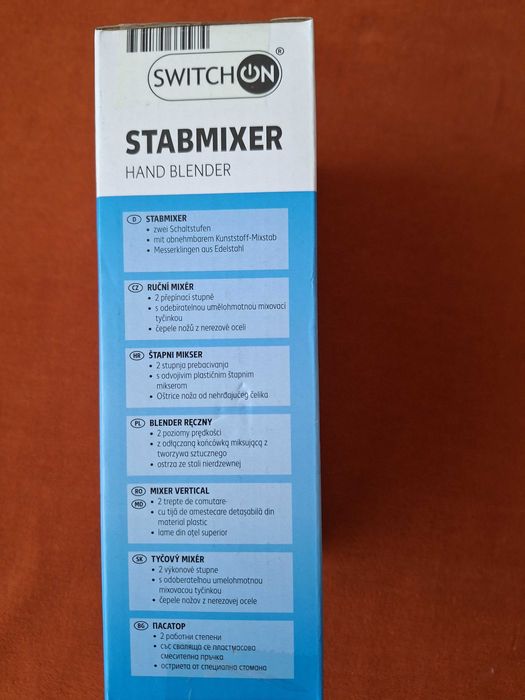 SWITCH ON®
STABMIXER
HAND BLENDER
D STABMIXER
• zwei Schaltstufen
• mit abnehmbarem Kunststoff-Mixstab
• Messerklingen aus Edelstahl
CZ RUČNÍ MIXÉR
• 2 přepínací stupně
• s odebíratelnou umělohmotnou mixovací
tyčinkou
• čepele nožů z nerezové oceli
HR ŠTAPNI MIKSER
• 2 stupnja prebacivanja
• s odvojivim plastičnim štapnim
mikserom
• Oštrice noža od nehrđajućeg čelika
PL BLENDER RĘCZNY
• 2 poziomy prędkości
• z odłączaną końcówką miksującą z
tworzywa sztucznego
• ostrza ze stali nierdzewnej
RO MIXER VERTICAL
MD • 2 trepte de comutare
• cu tijă de amestecare detașabilă din
material plastic
• lame din oțel superior
SK TYČOVÝ MIXÉR
• 2 výkonové stupne
• s odoberateľnou umelohmotnou
mixovacou tyčinkou
• čepele nožov z nerezovej ocele
BG ПАСАТОР
• 2 работни степени
• със сваляща се пластмасова
смесителна пръчка
• остриета от специална стомана